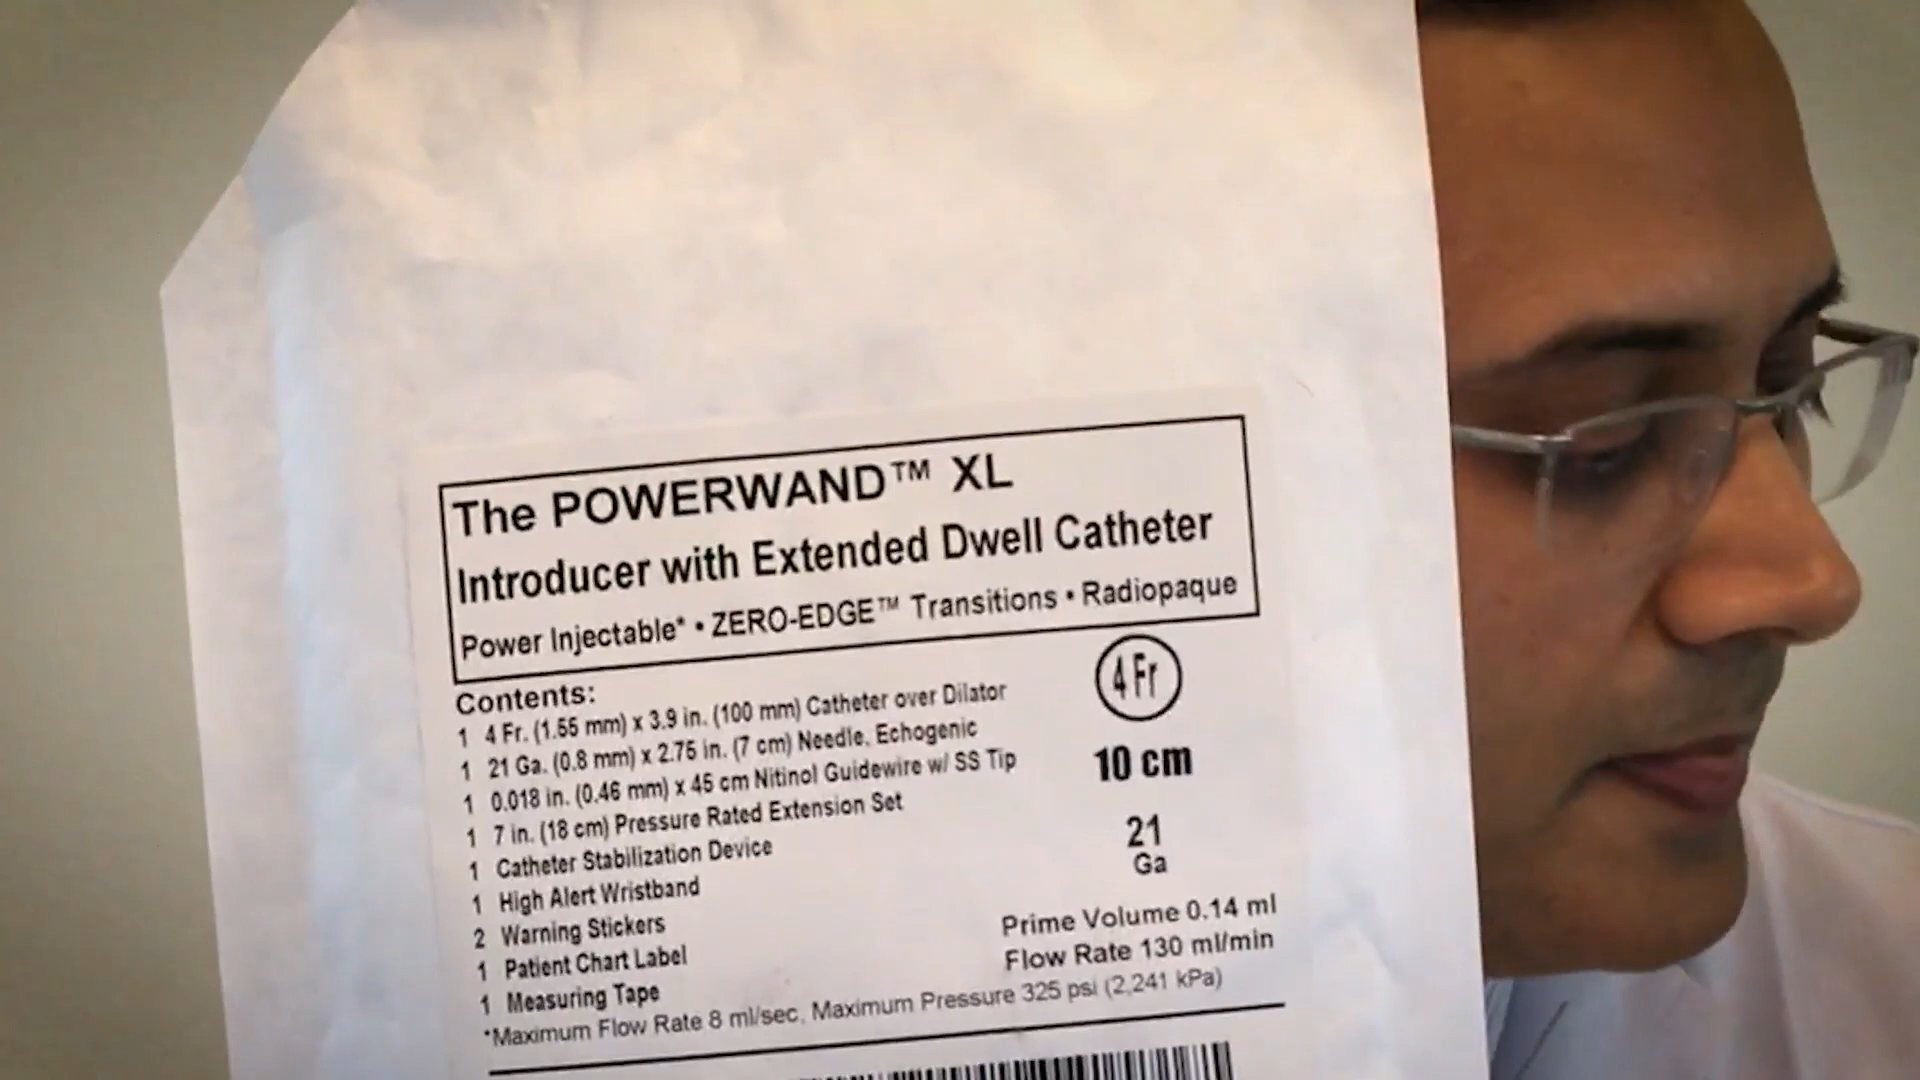 The POWERWAND™ XL
Introducer with Extended Dwell Catheter
Power Injectable* • ZERO-EDGE™ Transitions • Radiopaque
Contents:
1 4 Fr. (1.55 mm) x 3.9 in. (100 mm) Catheter over Dilator
1 21 Ga. (0.8 mm) x 2.75 in. (7 cm) Needle, Echogenic
1 0.018 in. (0.46 mm) x 45 cm Nitinol Guidewire w/ SS Tip
1 7 in. (18 cm) Pressure Rated Extension Set
1 Catheter Stabilization Device
1 High Alert Wristband
2 Warning Stickers
1 Patient Chart Label
1 Measuring Tape
4 Fr
10 cm
21
Ga
Prime Volume 0.14 ml
Flow Rate 130 ml/min
*Maximum Flow Rate 8 ml/sec, Maximum Pressure 325 psi (2,241 kPa)